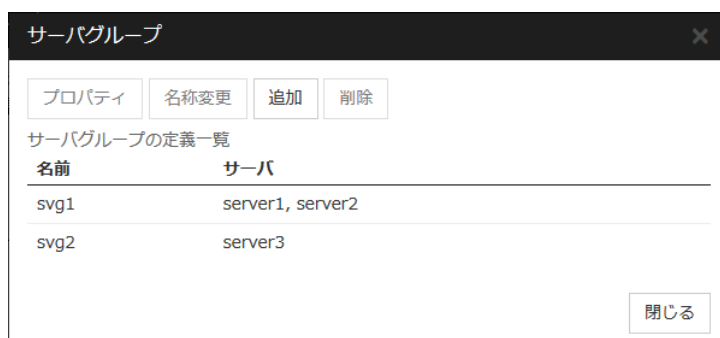 サーバグループ
プロパティ 名称変更 追加 削除
サーバグループの定義一覧
名前 サーバ
svg1 server1, server2
svg2 server3
閉じる